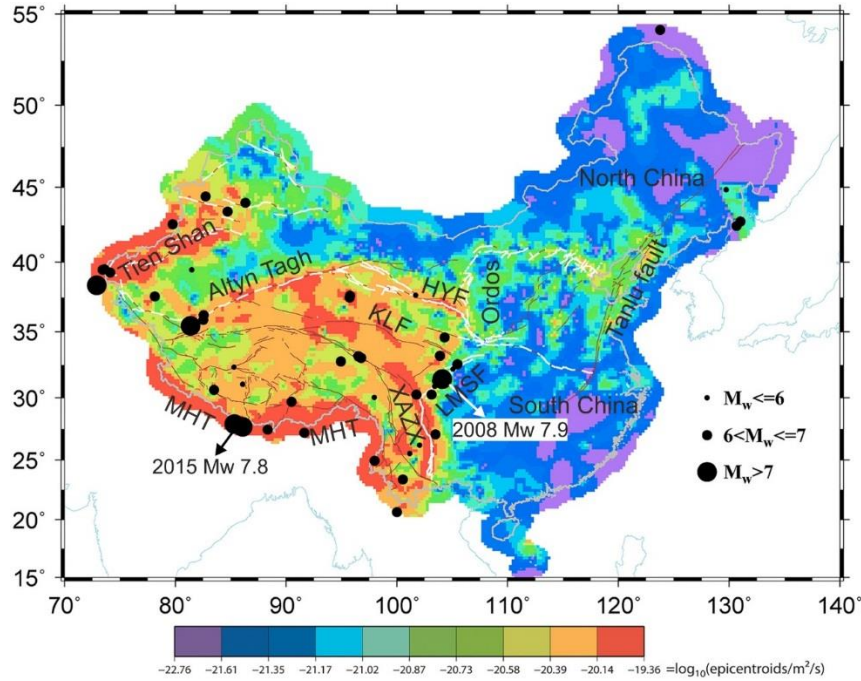 55°
50°
45°
40°
35°
30°
25°
20°
15°
70° 80° 90° 100° 110° 120° 130° 140°
North China
Tien Shan
Altyn Tagh
HYF
Ordos
Tanlu fault
KLF
XAZX
LMSF
South China
MHT
MHT
2008 Mw 7.9
2015 Mw 7.8
Mw<=6
6<Mw<=7
Mw>7
−22.76 −21.61 −21.35 −21.17 −21.02 −20.87 −20.73 −20.58 −20.39 −20.14 −19.36 =log10(epicentroids/m²/s)